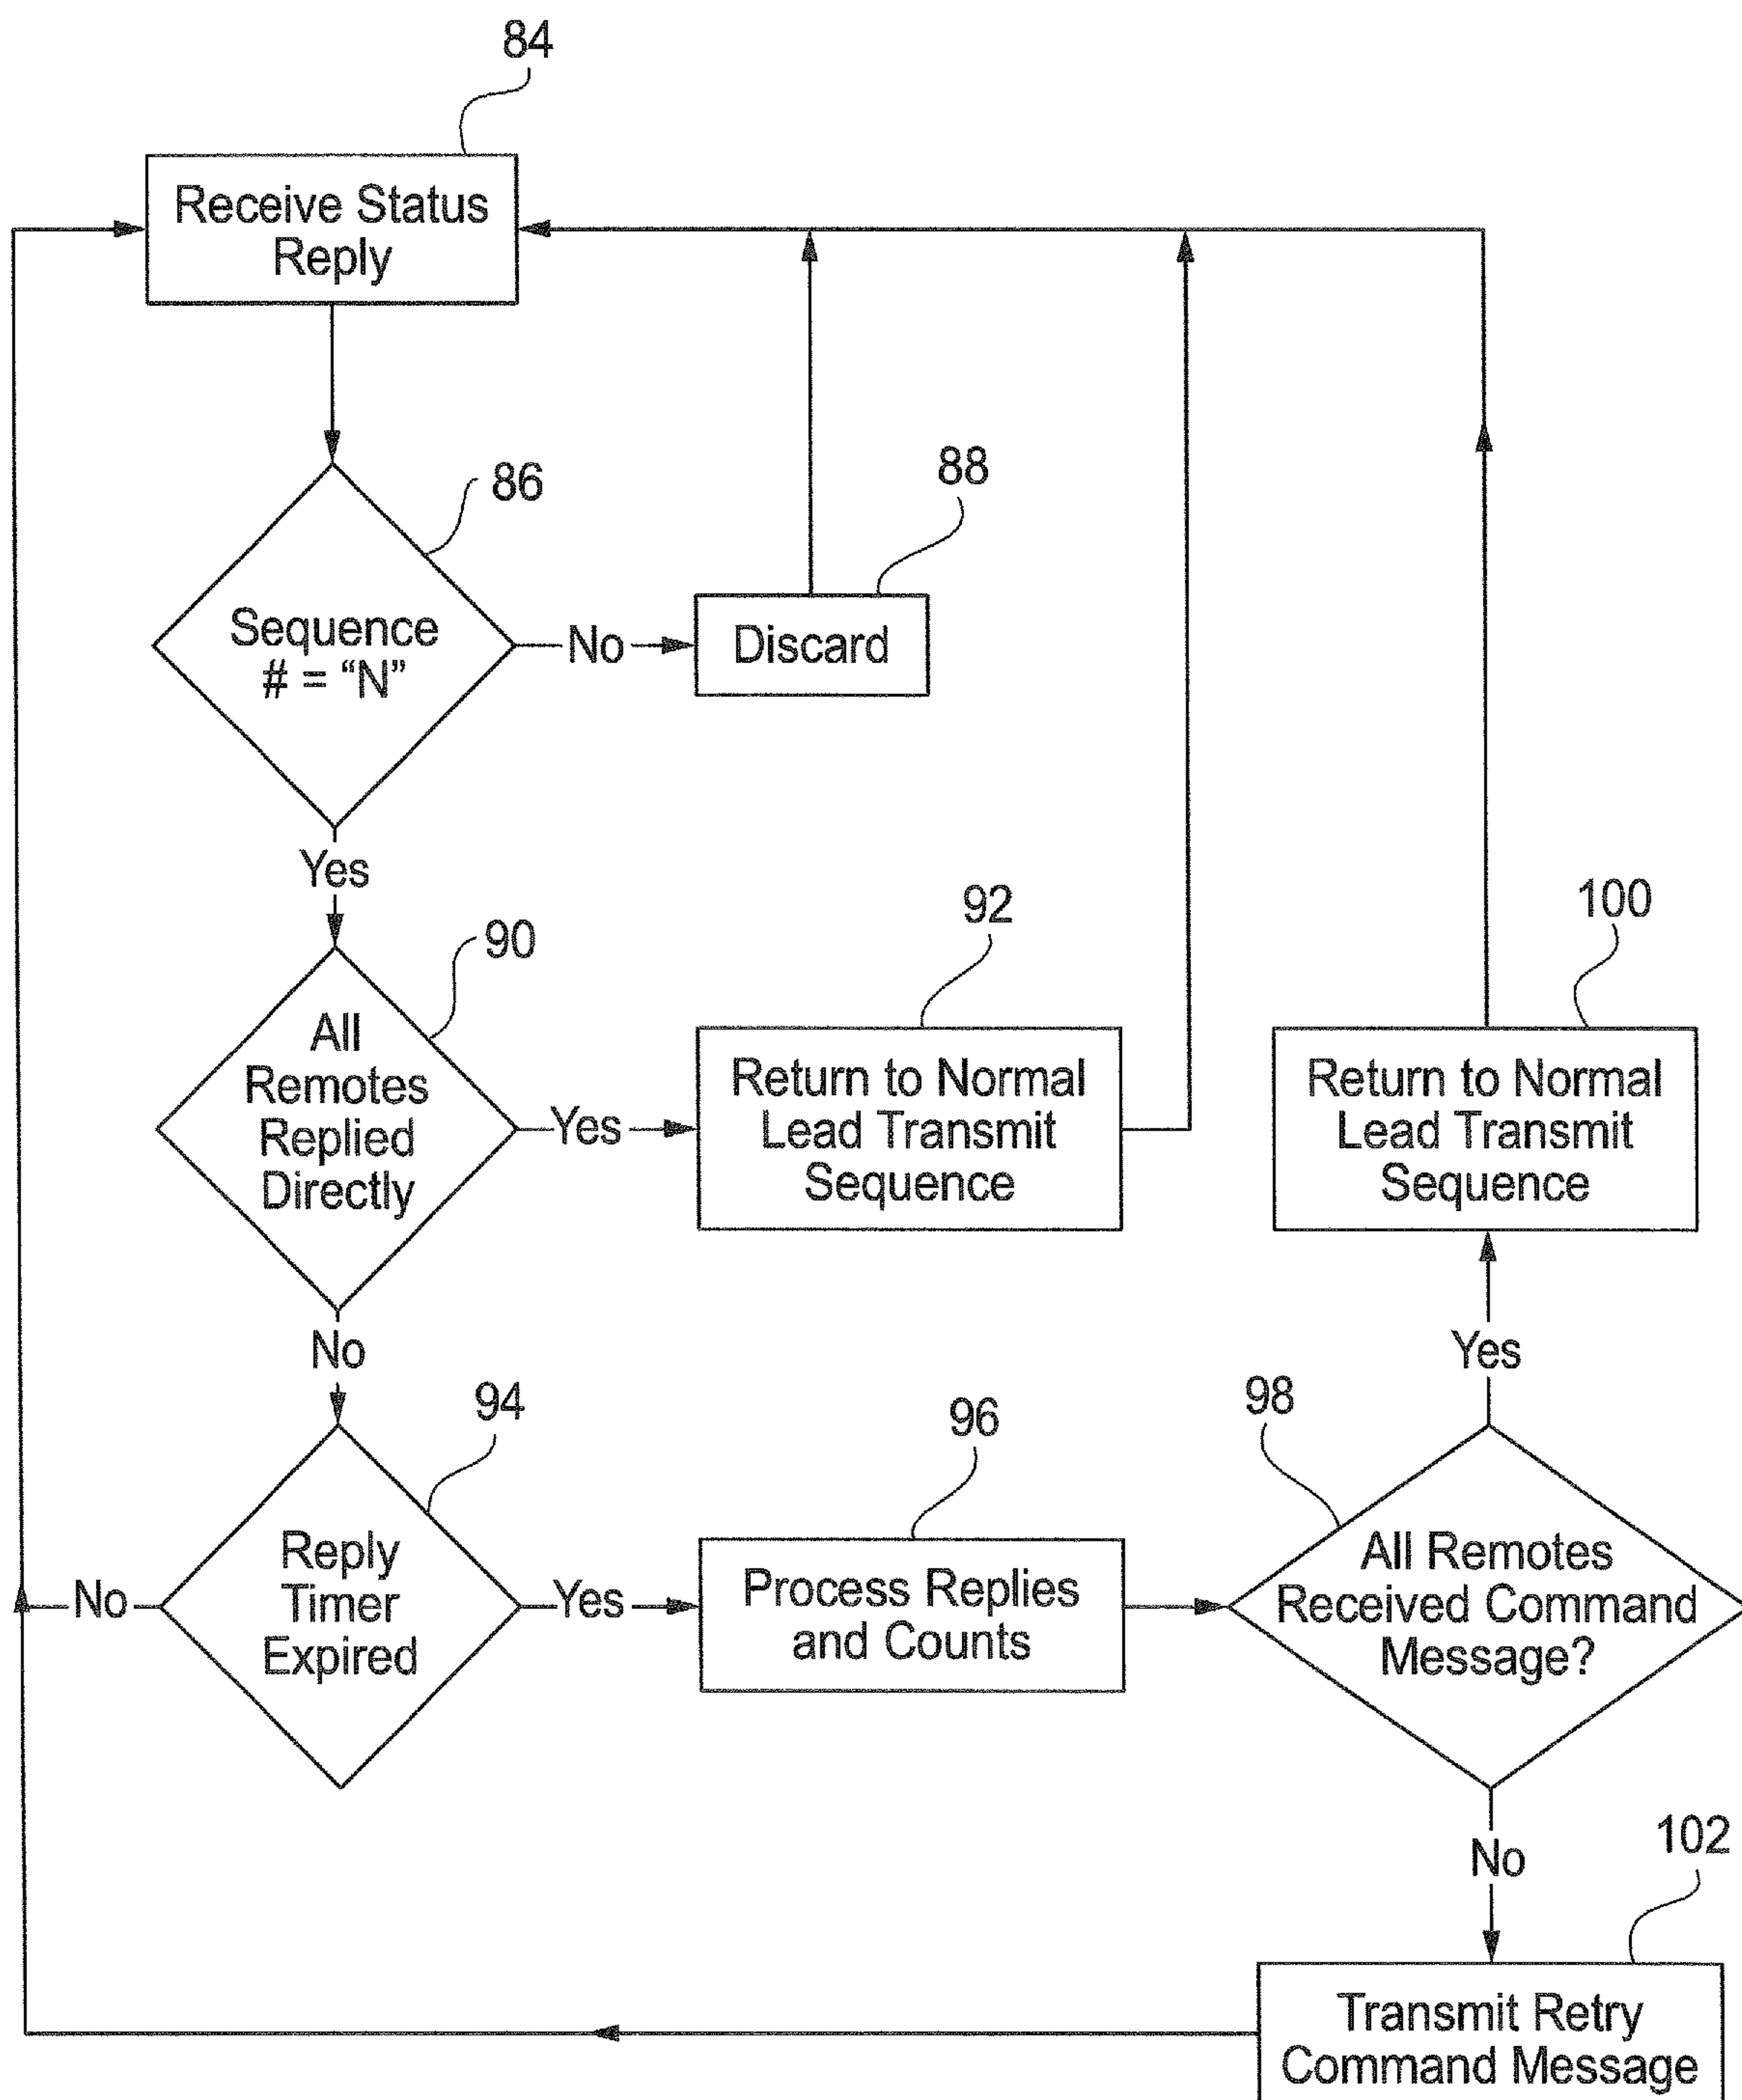 84
Receive Status
Reply
86
88
Sequence
# = “N”
No
Discard
Yes
90
92
100
All
Remotes
Replied
Directly
Yes
Return to Normal
Lead Transmit
Sequence
Return to Normal
Lead Transmit
Sequence
No
Yes
94
96
98
Reply
Timer
Expired
No
Yes
Process Replies
and Counts
All Remotes
Received Command
Message?
No
102
Transmit Retry
Command Message